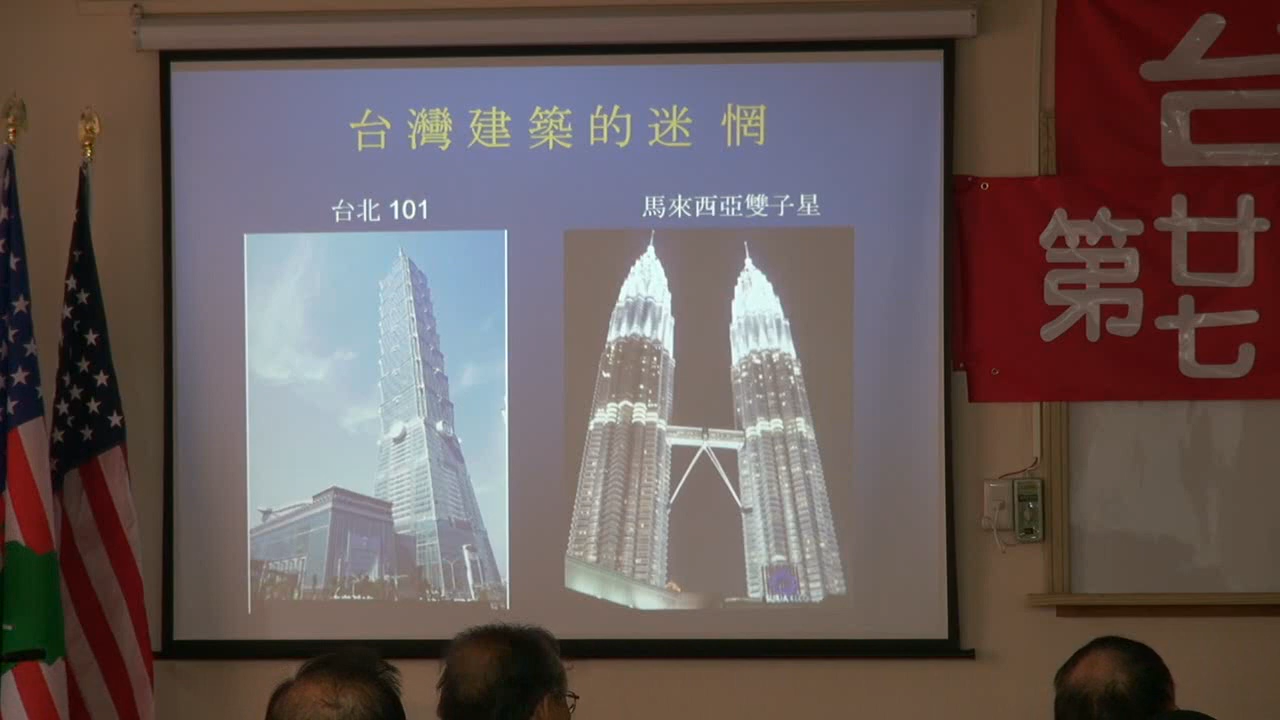 台灣建築的迷 惘
台北 101
馬來西亞雙子星
台
第廿七